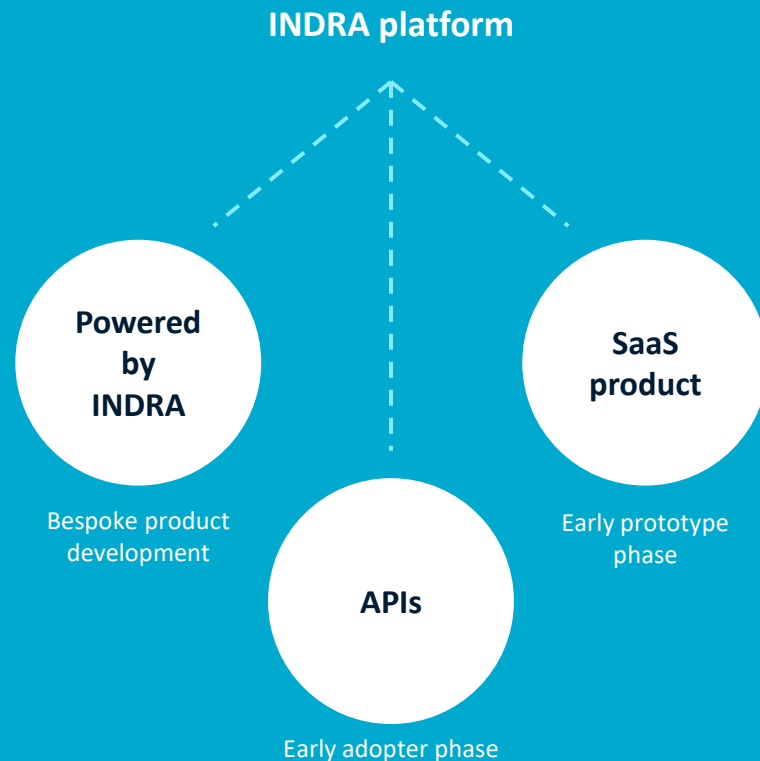 INDRA platform
Powered
by
INDRA
Bespoke product
development
SaaS
product
Early prototype
phase
APIs
Early adopter phase